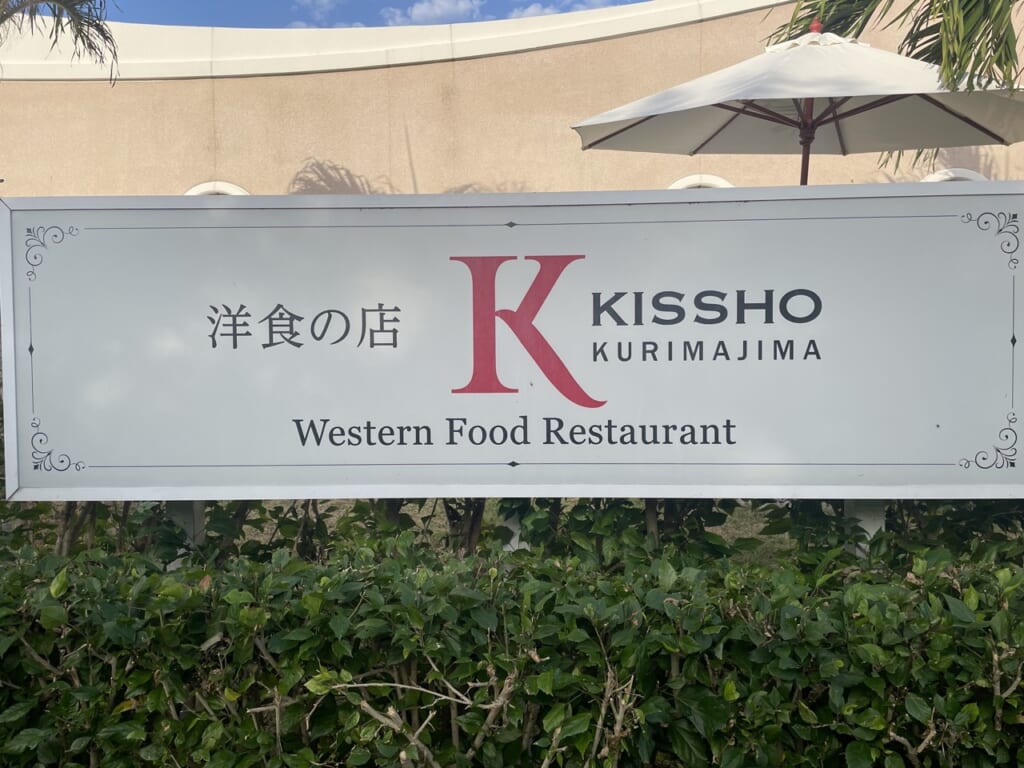 洋食の店
K
KISSHO
KURIMAJIMA
Western Food Restaurant